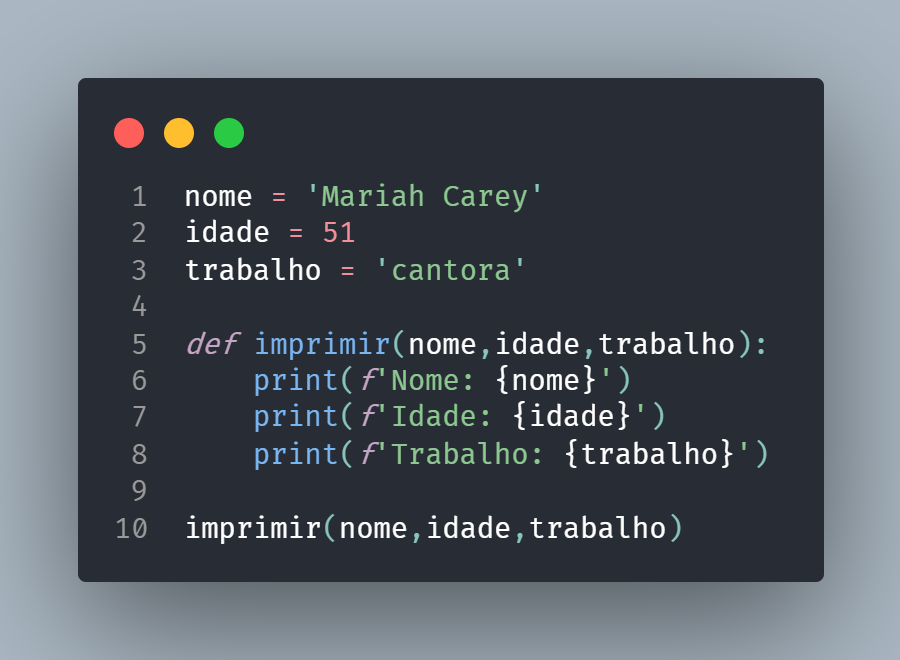 1 nome = 'Mariah Carey'
2 idade = 51
3 trabalho = 'cantora'
4
5 def imprimir(nome,idade,trabalho):
6     print(f'Nome: {nome}')
7     print(f'Idade: {idade}')
8     print(f'Trabalho: {trabalho}')
9
10 imprimir(nome,idade,trabalho)